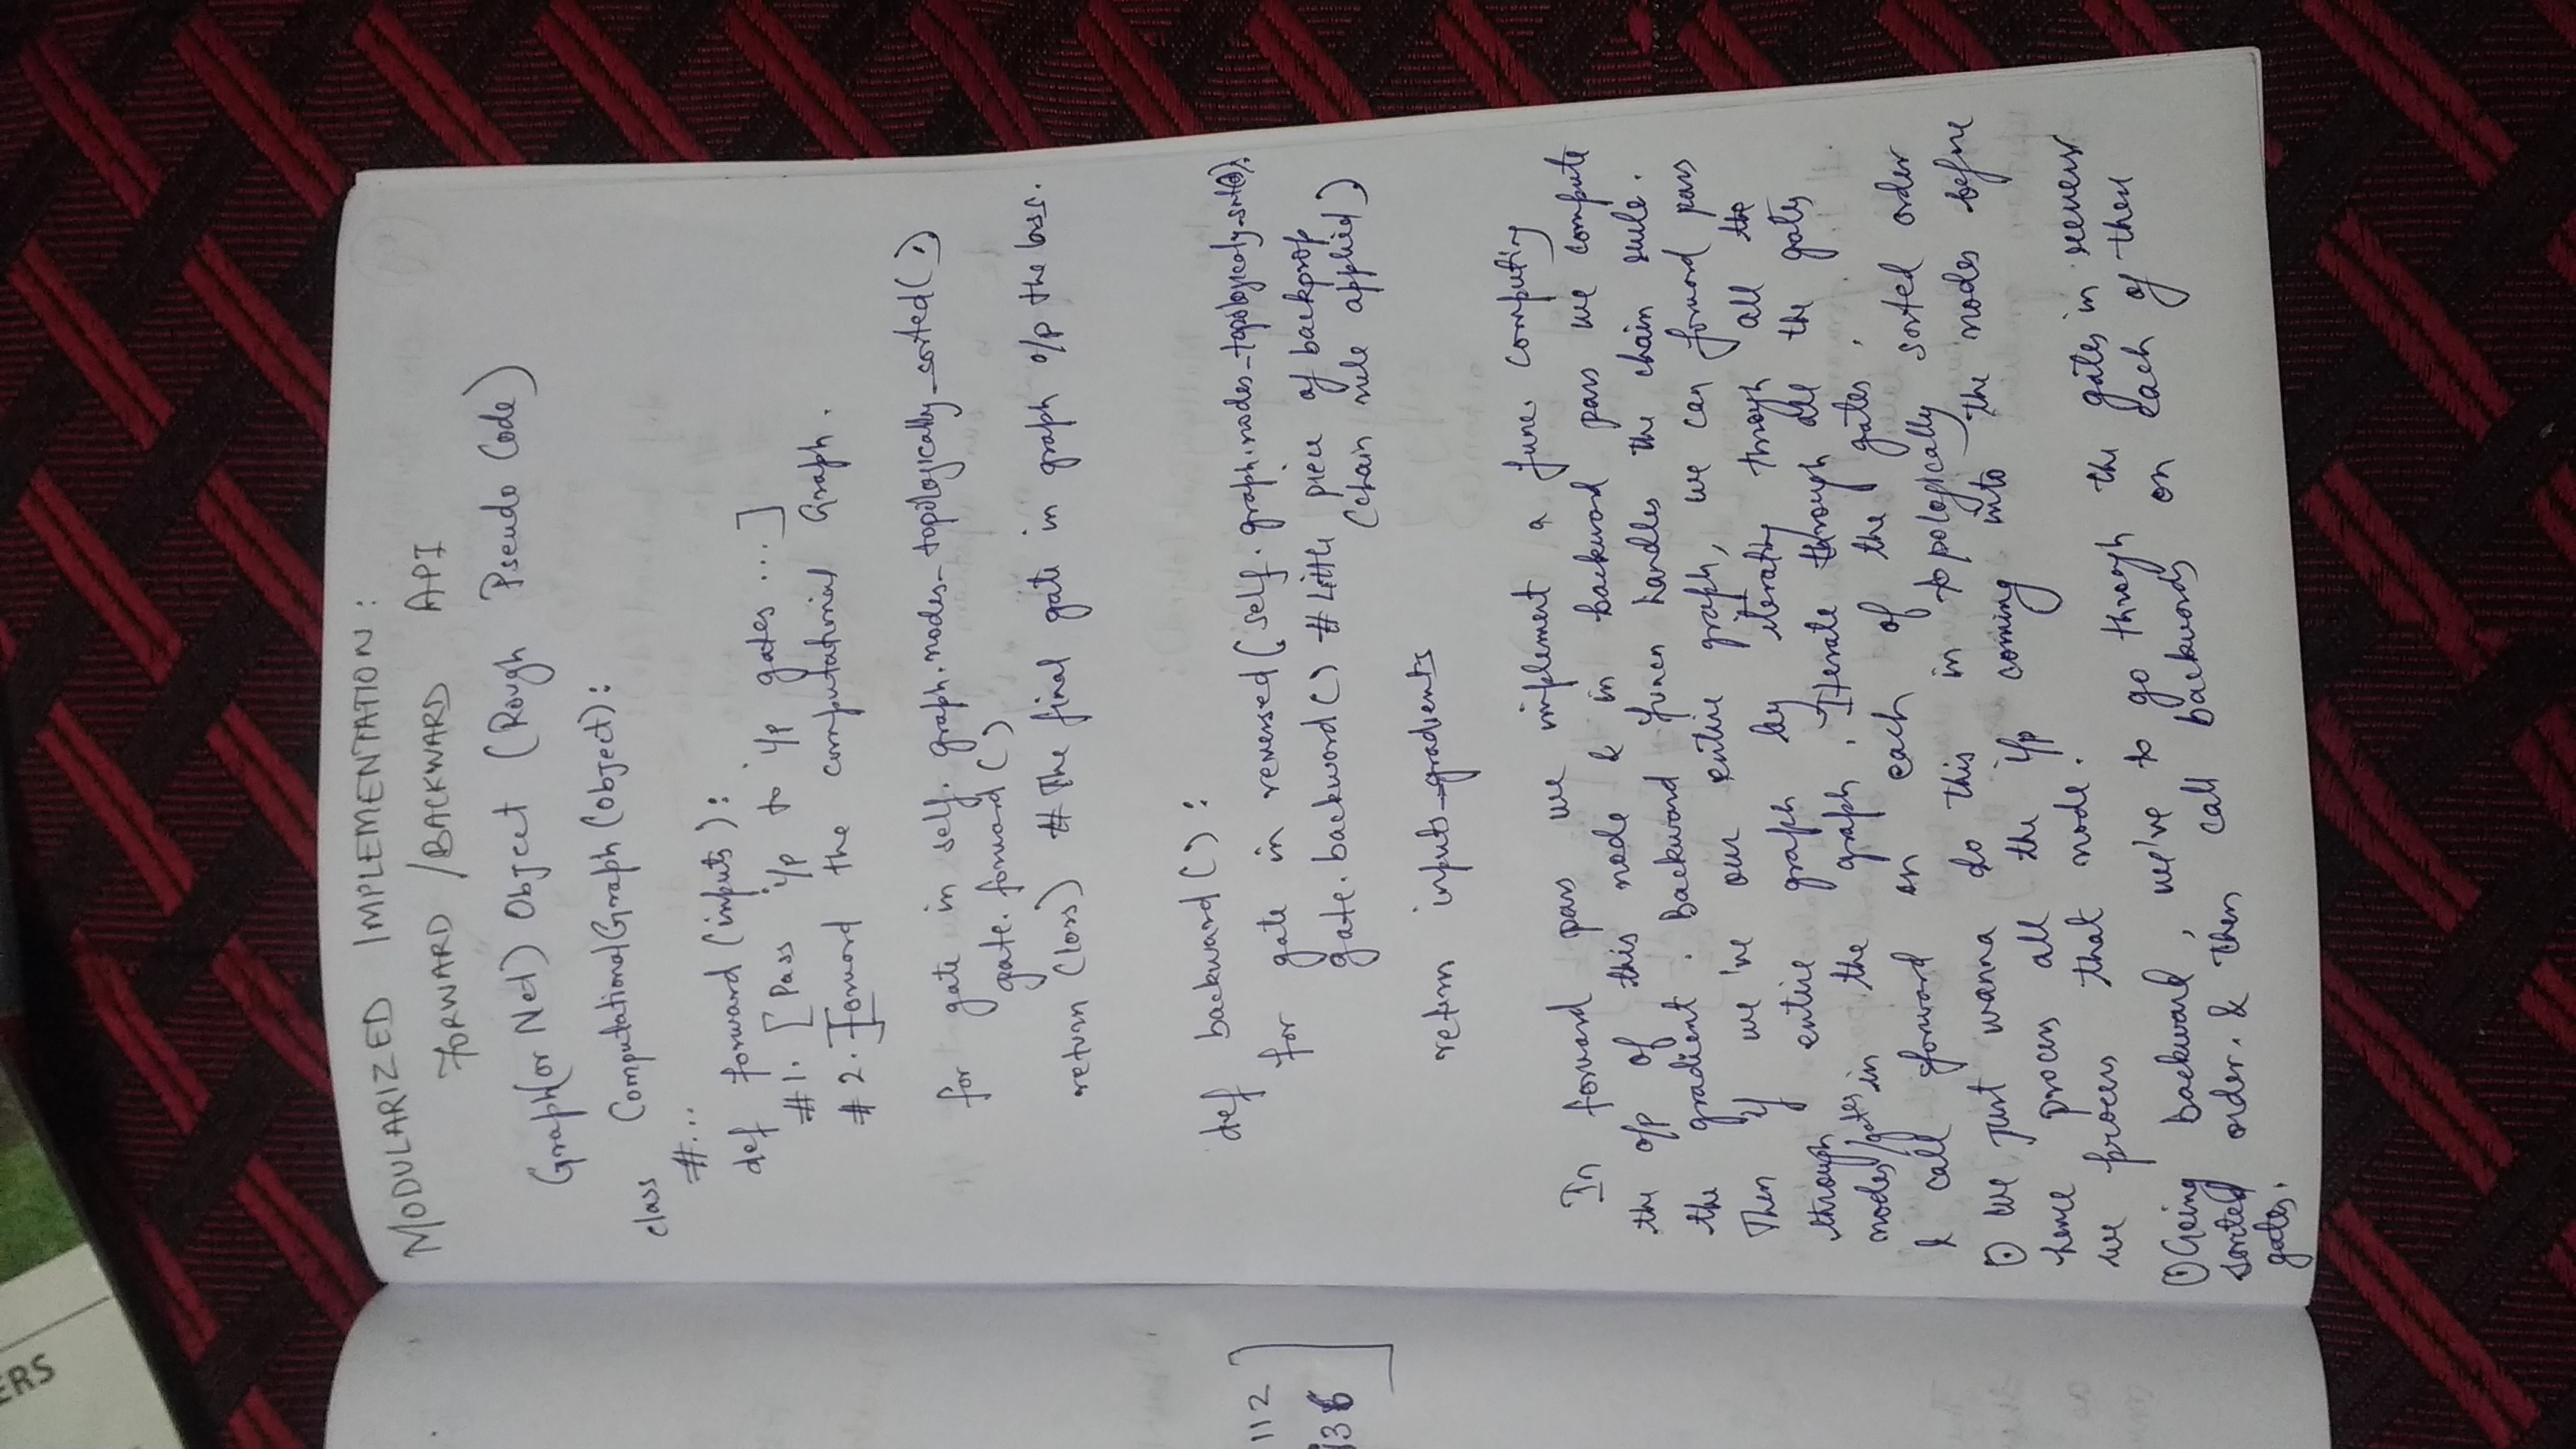 ERS
MODULARIZED IMPLEMENTATION:
FORWARD / BACKWARD API
Graph (or Net) Object (Rough Pseudo Code)
class ComputationalGraph (object):
#...
def forward (inputs):
#1. [Pass i/p to i/p gates ...]
#2. Forward the computational Graph.
for gate in self. graph. nodes_topologically_sorted():
gate. forward ()
return (loss) # The final gate in graph o/p the loss.
def backward ():
for gate in reversed (self. graph. nodes_topologicaly_
gate. backward () # Little piece of backprop
(chain rule applied)
return inputs_gradients
In forward pass we implement a func. computing
the o/p of this node & in backward pass we compute
the gradient. Backward funcn handles the chain rule.
Then if we've our entire graph, we can forward pass
through entire graph by iterating through all the
nodes/gates in the graph. Iterate through all the gates
& call forward on each of the gates.
⊙ We just wanna do this in topologically sorted order
hence process all the i/p coming into the nodes before
we process that node.
⊙ Going backward, we've to go through the gates in reverse
sorted order. & then call backwards on each of these
gates.
112